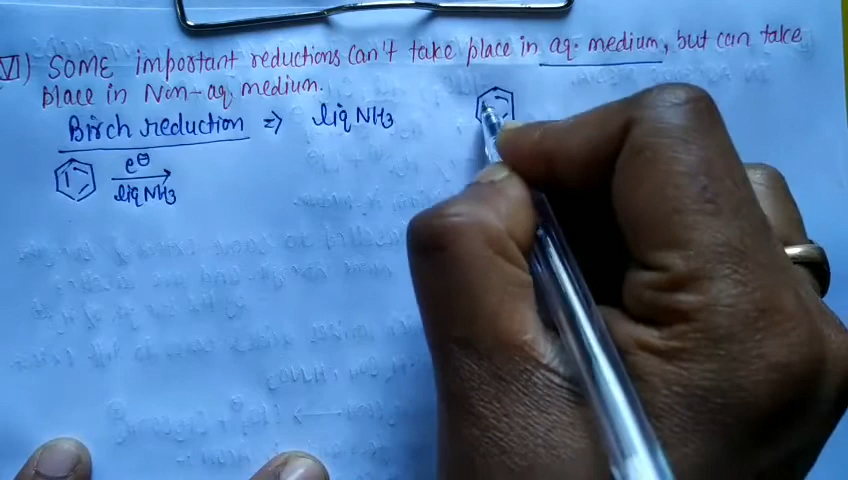 VI) SOME important reductions can't take place in aq. medium, but can take
place in Non-aq. medium.
Birch reduction ⇒ liq NH3
e⊖
liq NH3